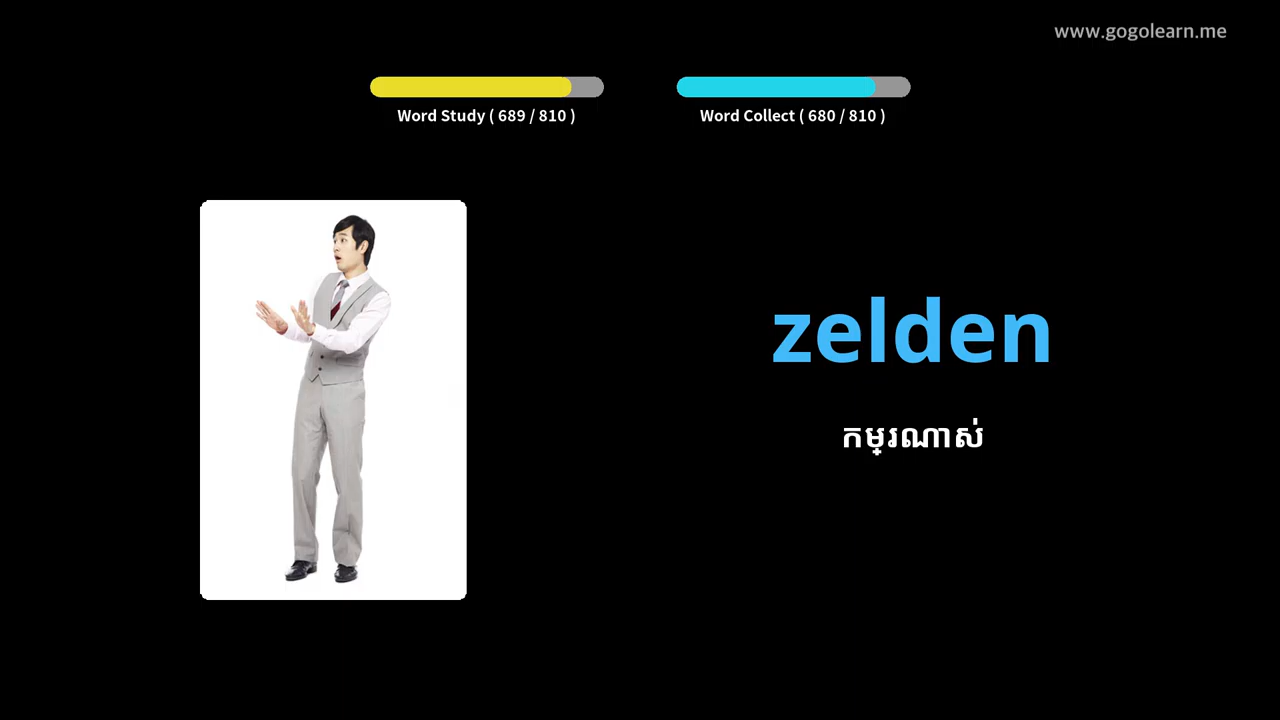 www.gogolearn.me
Word Study ( 689 / 810 )
Word Collect ( 680 / 810 )
zelden
កម្រណាស់